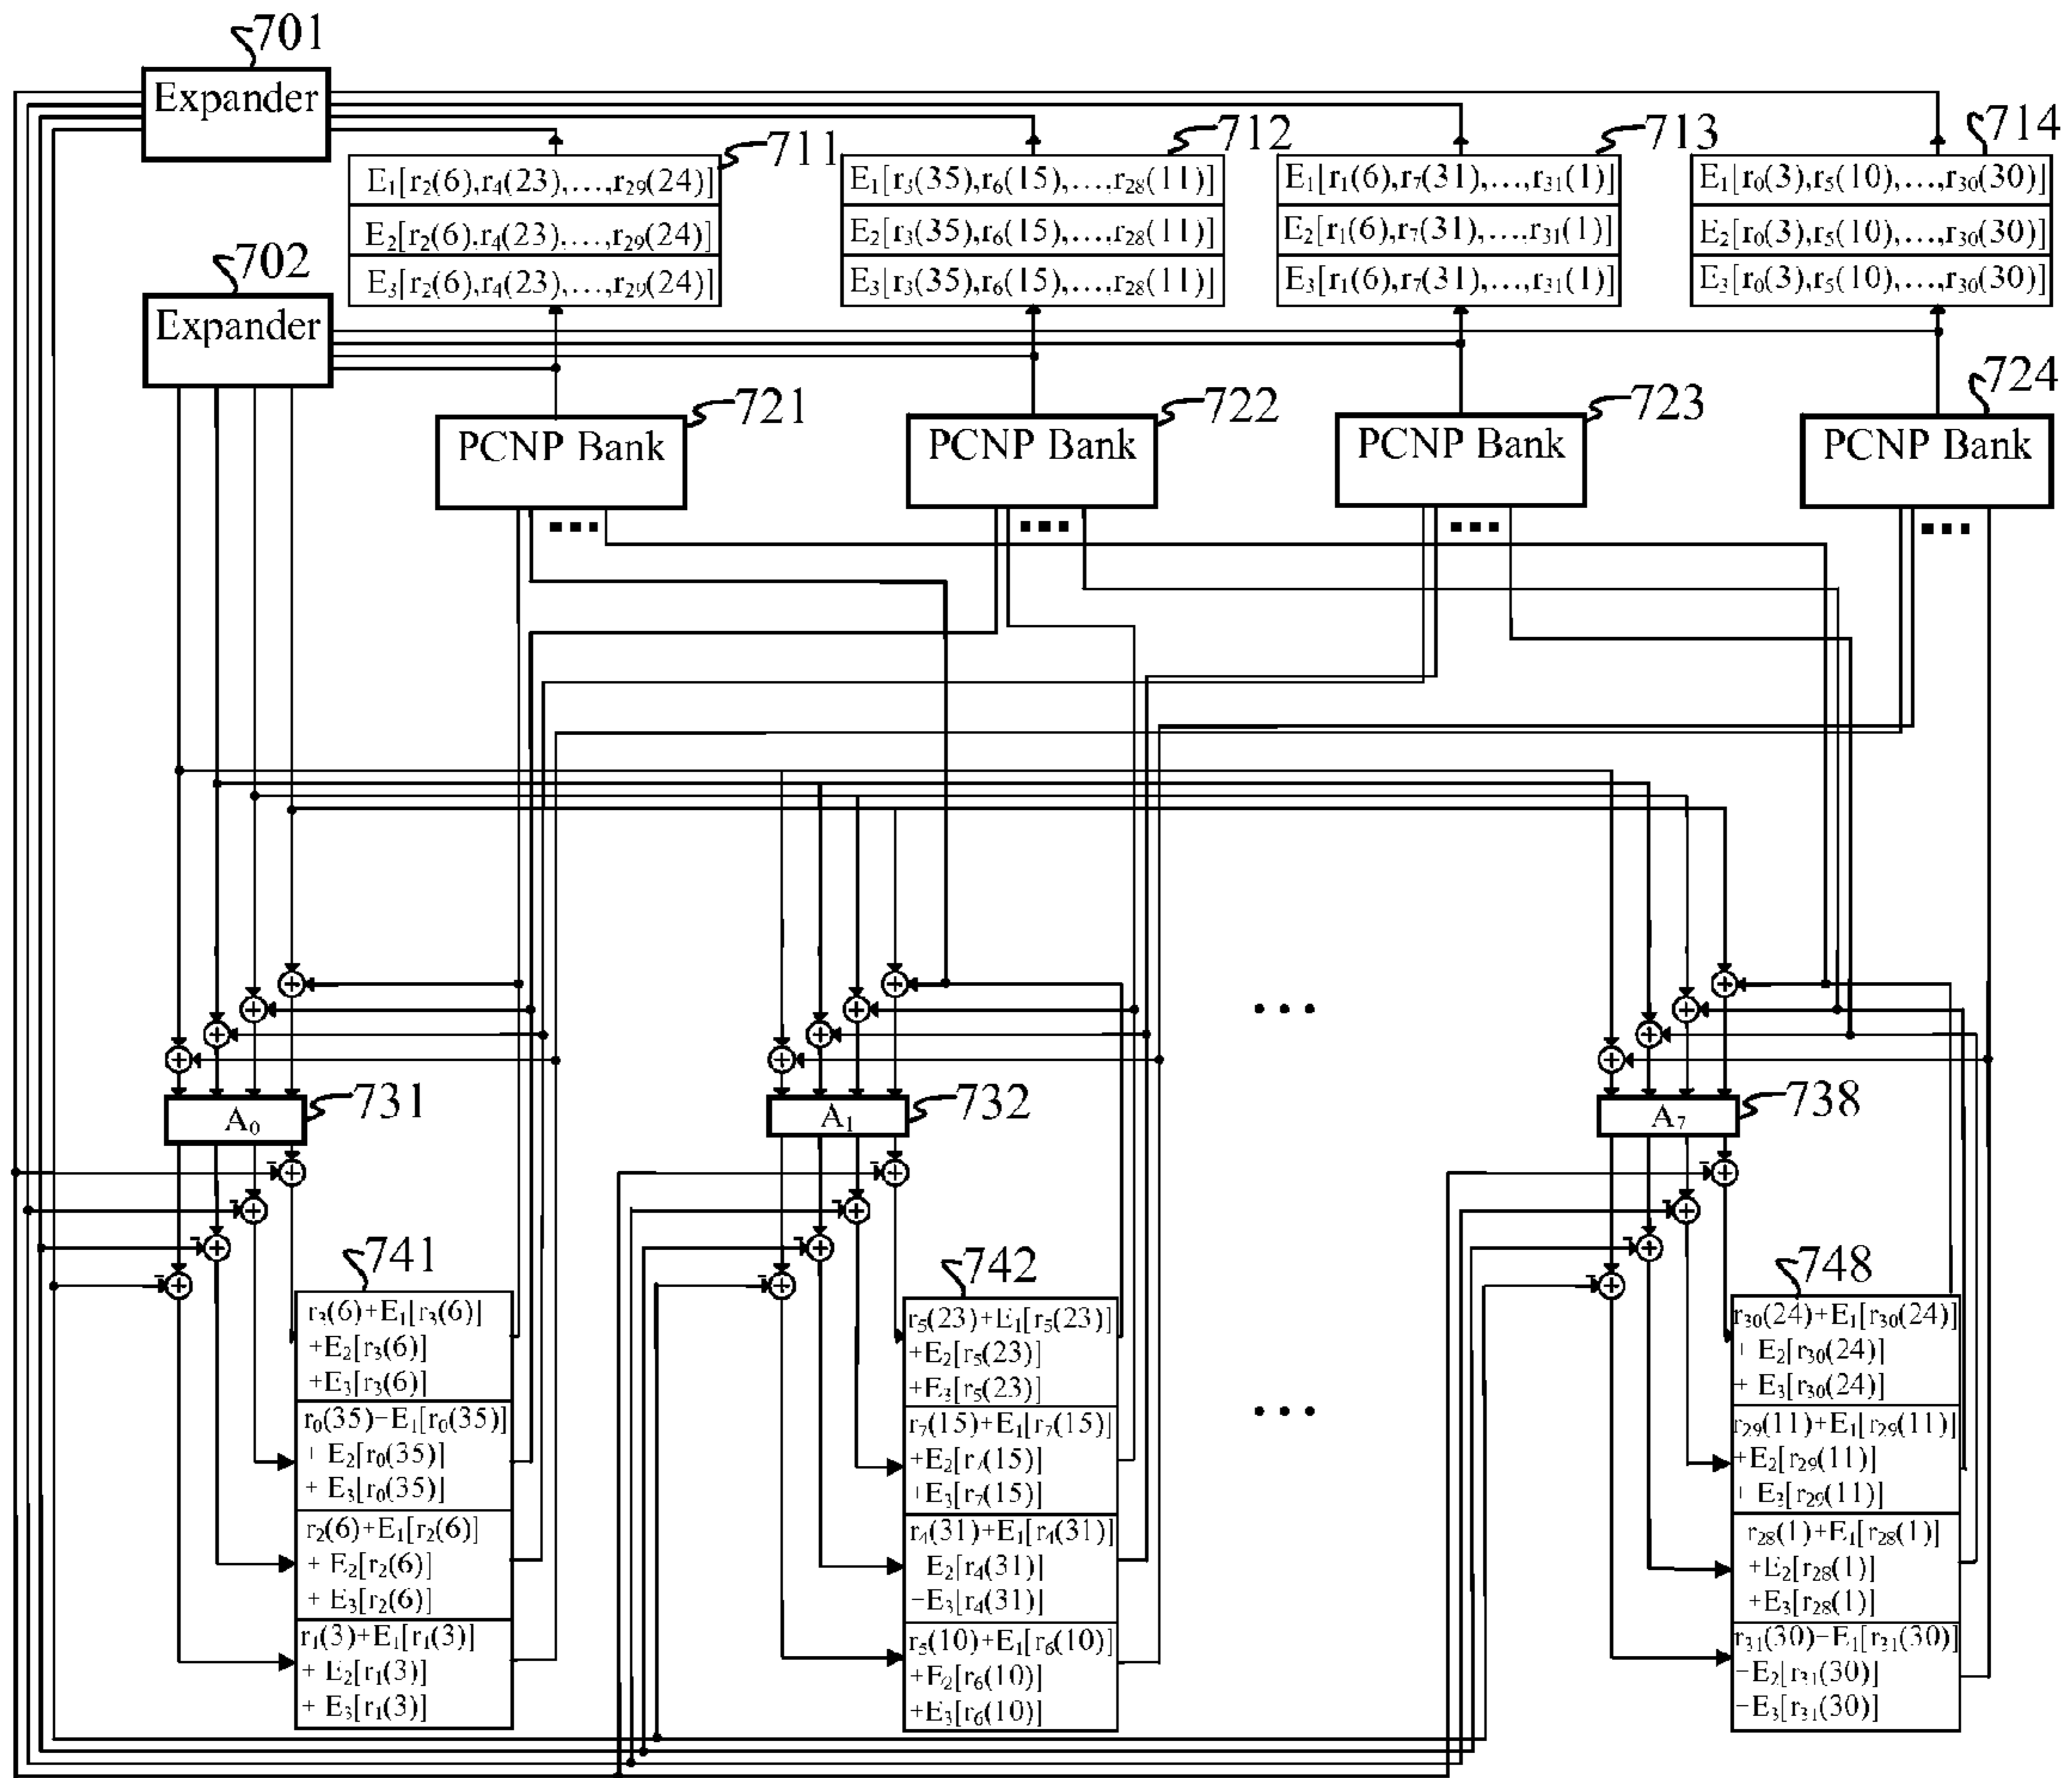 701
Expander
711
712
713
714
E₁[r₂(6),r₄(23),…,r₂₉(24)]
E₂[r₂(6),r₄(23),…,r₂₉(24)]
E₃[r₂(6),r₄(23),…,r₂₉(24)]
E₁[r₃(35),r₆(15),…,r₂₈(11)]
E₂[r₃(35),r₆(15),…,r₂₈(11)]
E₃[r₃(35),r₆(15),…,r₂₈(11)]
E₁[r₁(6),r₇(31),…,r₃₁(1)]
E₂[r₁(6),r₇(31),…,r₃₁(1)]
E₃[r₁(6),r₇(31),…,r₃₁(1)]
E₁[r₀(3),r₅(10),…,r₃₀(30)]
E₂[r₀(3),r₅(10),…,r₃₀(30)]
E₃[r₀(3),r₅(10),…,r₃₀(30)]
702
Expander
721
PCNP Bank
722
PCNP Bank
723
PCNP Bank
724
PCNP Bank
731
A₀
732
A₁
738
A₇
741
r₃(6)+E₁[r₃(6)]
+E₂[r₃(6)]
+E₃[r₃(6)]
r₀(35)−E₁[r₀(35)]
+ E₂[r₀(35)]
+ E₃[r₀(35)]
r₂(6)+E₁[r₂(6)]
+ E₂[r₂(6)]
+ E₃[r₂(6)]
r₁(3)+E₁[r₁(3)]
+ E₂[r₁(3)]
+ E₃[r₁(3)]
742
r₅(23)+E₁[r₅(23)]
+E₂[r₅(23)]
+E₃[r₅(23)]
r₇(15)+E₁[r₇(15)]
+E₂[r₇(15)]
+E₃[r₇(15)]
r₄(31)+E₁[r₄(31)]
E₂[r₄(31)]
−E₃[r₄(31)]
r₅(10)+E₁[r₆(10)]
+E₂[r₆(10)]
+E₃[r₆(10)]
748
r₃₀(24)+E₁[r₃₀(24)]
+ E₂[r₃₀(24)]
+ E₃[r₃₀(24)]
r₂₉(11)+E₁[r₂₉(11)]
+E₂[r₂₉(11)]
+ E₃[r₂₉(11)]
r₂₈(1)+E₁[r₂₈(1)]
+E₂[r₂₈(1)]
+E₃[r₂₈(1)]
r₃₁(30)−E₁[r₃₁(30)]
−E₂[r₃₁(30)]
−E₃[r₃₁(30)]